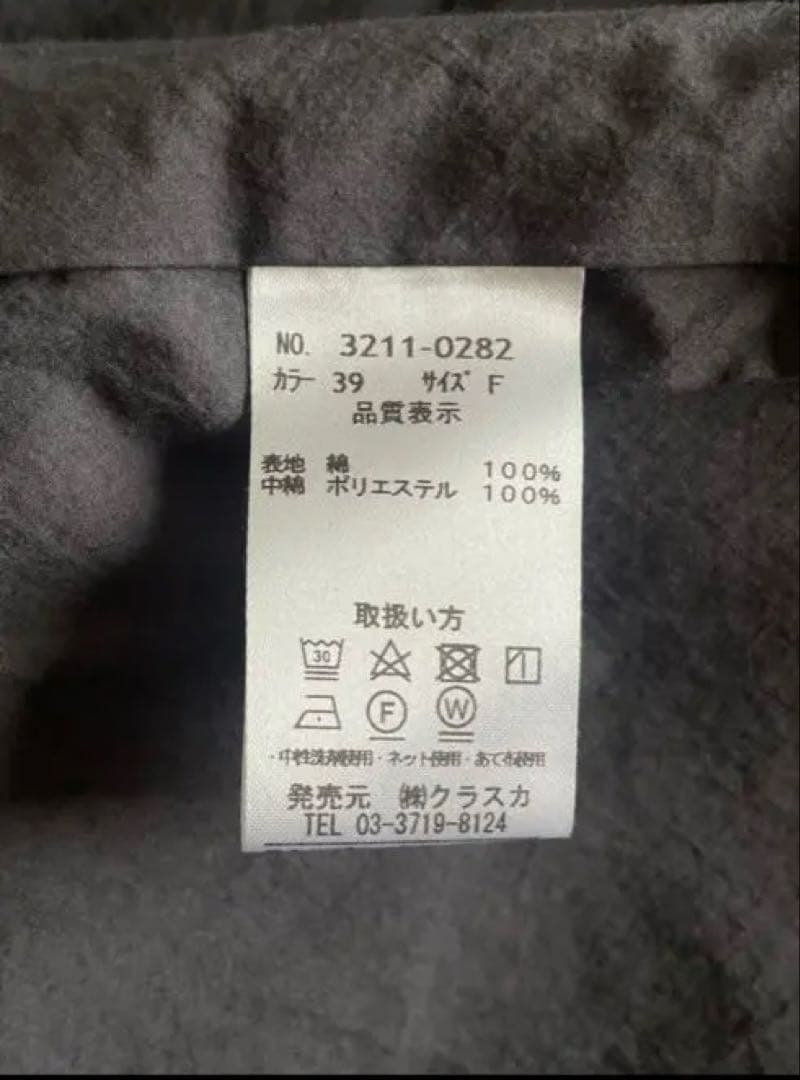 NO. 3211-0282
カラー 39 サイズ F
品質表示
表地 綿 100%
中綿 ポリエステル 100%
取扱い方
30
F W
・中性洗剤使用・ネット使用・あて布使用
発売元 ㈱クラスカ
TEL 03-3719-8124